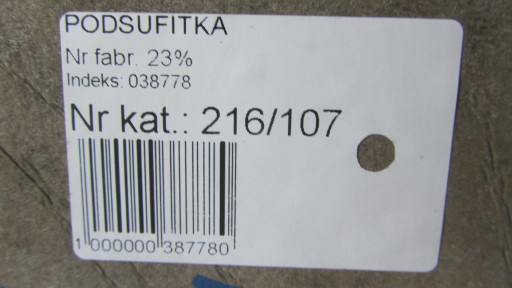 PODSUFITKA
Nr fabr. 23%
Indeks: 038778
Nr kat.: 216/107
1 000000 387780